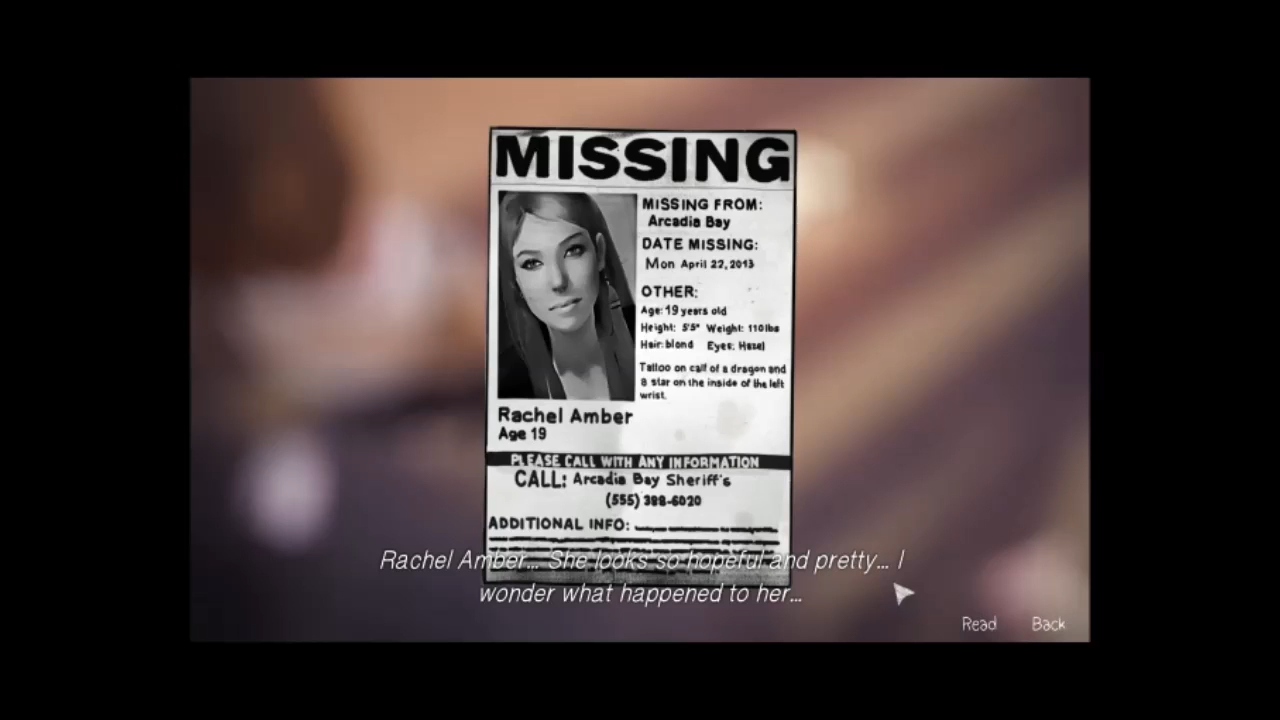 MISSING
MISSING FROM:
Arcadia Bay
DATE MISSING:
Mon April 22, 2013
OTHER:
Age: 19 years old
Height: 5'5" Weight: 110lbs
Hair: blond Eyes: Hazel
Tattoo on calf of a dragon and
8 star on the inside of the left
wrist.
Rachel Amber
Age 19
PLEASE CALL WITH ANY INFORMATION
CALL: Arcadia Bay Sheriff's
(555) 388-6020
ADDITIONAL INFO:
Rachel Amber... She looks so hopeful and pretty... I
wonder what happened to her...
Read Back